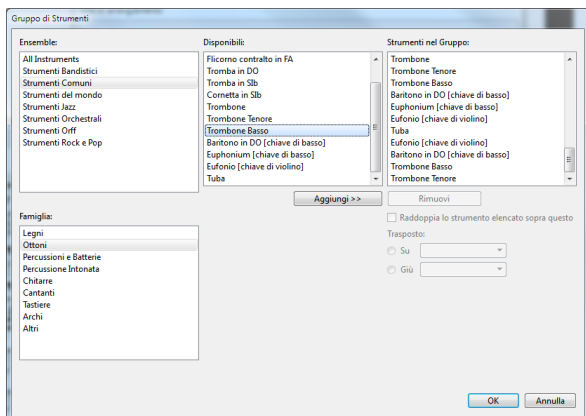 Gruppo di Strumenti
Ensemble:
All Instruments
Strumenti Bandistici
Strumenti Comuni
Strumenti del mondo
Strumenti Jazz
Strumenti Orchestrali
Strumenti Orff
Strumenti Rock e Pop
Disponibili:
Flicorno contralto in FA
Tromba in DO
Tromba in SIb
Cornetta in SIb
Trombone
Trombone Tenore
Trombone Basso
Baritono in DO [chiave di basso]
Euphonium [chiave di basso]
Eufonio [chiave di violino]
Tuba
Strumenti nel Gruppo:
Trombone
Trombone Tenore
Trombone Basso
Baritono in DO [chiave di basso]
Euphonium [chiave di basso]
Eufonio [chiave di violino]
Tuba
Eufonio [chiave di violino]
Baritono in DO [chiave di basso]
Trombone Basso
Trombone Tenore
Aggiungi >>
Rimuovi
Raddoppia lo strumento elencato sopra questo
Trasposto:
Su
Giù
Famiglia:
Legni
Ottoni
Percussioni e Batterie
Percussione Intonata
Chitarre
Cantanti
Tastiere
Archi
Altri
OK
Annulla